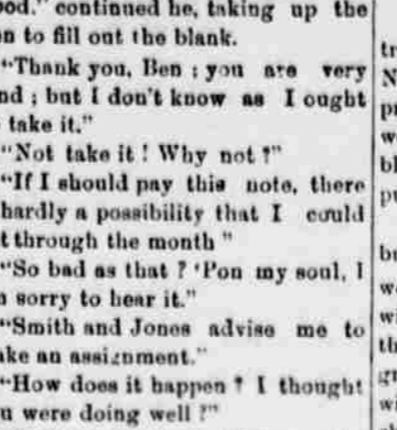 ood." continued he, taking up the
n to fill out the blank.
"Thank you, Ben ; you are very
nd ; but I don't know as I ought
take it."
"Not take it ! Why not ?"
"If I should pay this note, there
hardly a possibility that I could
t through the month "
"So bad as that ? 'Pon my soul, I
sorry to hear it."
"Smith and Jones advise me to
ake an assignment."
"How does it happen ? I thought
u were doing well ?"